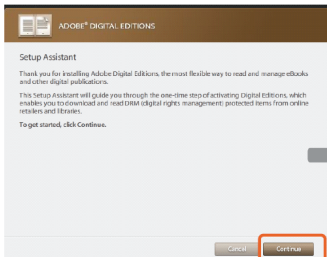 ADOBE® DIGITAL EDITIONS
Setup Assistant
Thank you for installing Adobe Digital Editions, the most flexible way to read and manage eBooks
and other digital publications.
This Setup Assistant will guide you through the one-time step of activating Digital Editions, which
enables you to download and read DRM (digital rights management) protected items from online
retailers and libraries.
To get started, click Continue.
Cancel
Continue